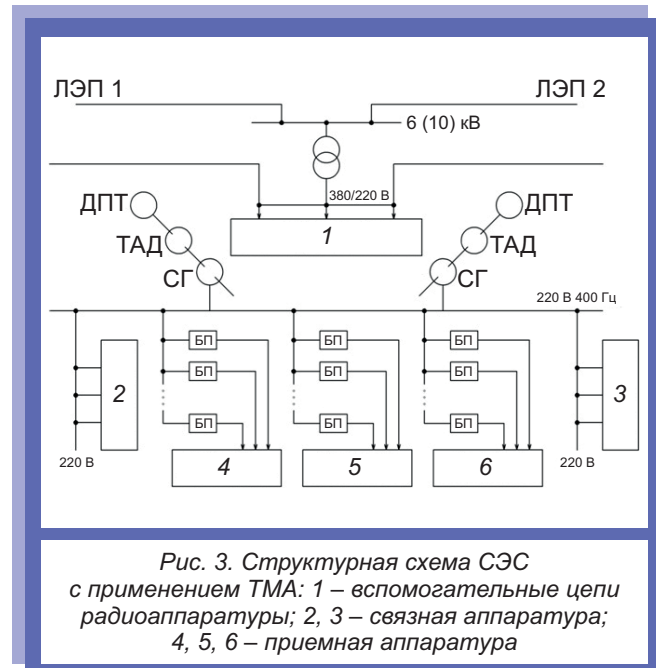 ЛЭП 1 ЛЭП 2
6 (10) кВ
380/220 В
ДПТ ДПТ
1
ТАД ТАД
СГ СГ
220 В 400 Гц
БП БП БП
БП БП БП
2 3
БП БП БП
220 В 4 5 6 220 В
Рис. 3. Структурная схема СЭС
с применением ТМА: 1 – вспомогательные цепи
радиоаппаратуры; 2, 3 – связная аппаратура;
4, 5, 6 – приемная аппаратура